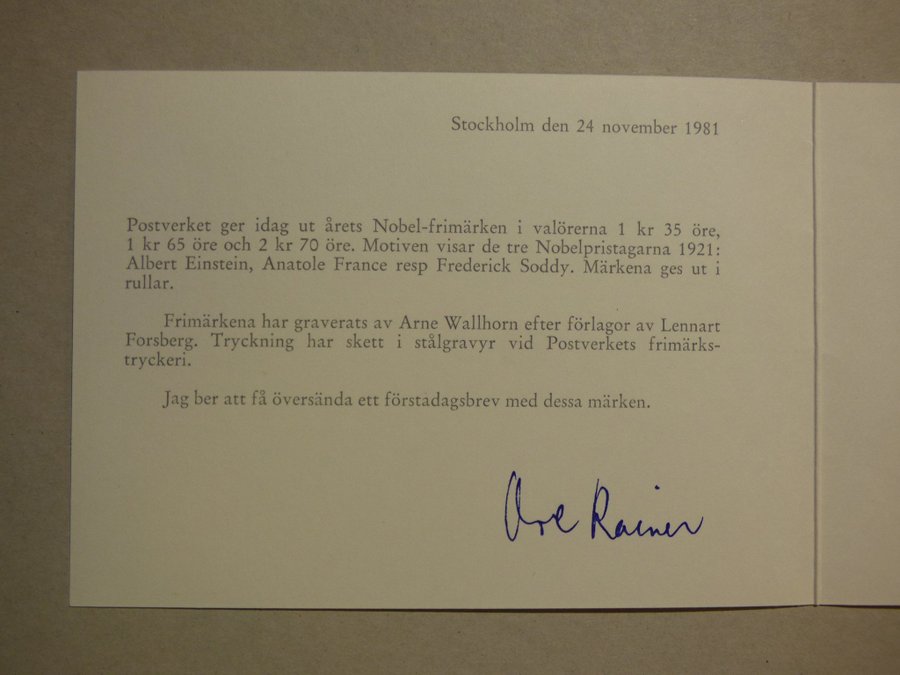 Stockholm den 24 november 1981
Postverket ger idag ut årets Nobel-frimärken i valörerna 1 kr 35 öre,
1 kr 65 öre och 2 kr 70 öre. Motiven visar de tre Nobelpristagarna 1921:
Albert Einstein, Anatole France resp Frederick Soddy. Märkena ges ut i
rullar.
Frimärkena har graverats av Arne Wallhorn efter förlagor av Lennart
Forsberg. Tryckning har skett i stålgravyr vid Postverkets frimärks-
tryckeri.
Jag ber att få översända ett förstadagsbrev med dessa märken.
Ove Rainer